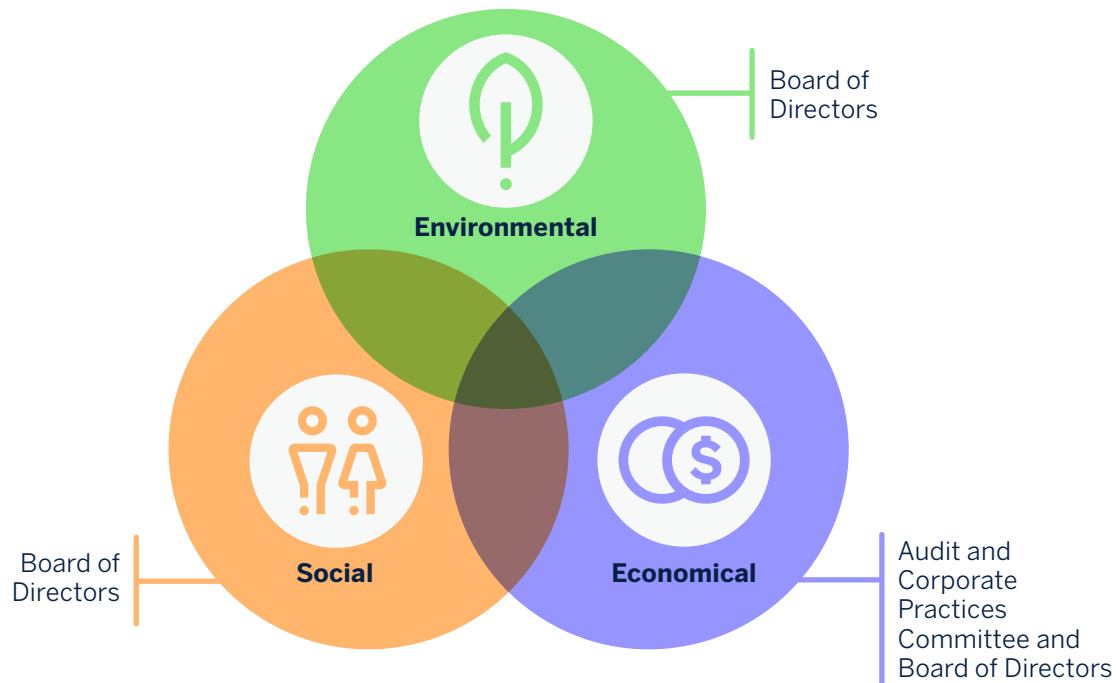 Board of
Directors
Environmental
Board of
Directors
Social
Economical
Audit and
Corporate
Practices
Committee and
Board of Directors
$